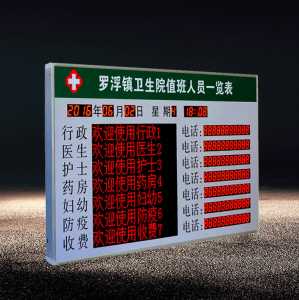 罗浮镇卫生院值班人员一览表
2016年06月02日 星期4 18:06
行政 欢迎使用行政1 电话: 88888888888
医生 欢迎使用医生2 电话: 88888888888
护士 欢迎使用护士3 电话: 88888888888
药房 欢迎使用药房4 电话: 88888888888
妇幼 欢迎使用妇幼5 电话: 88888888888
防疫 欢迎使用防疫6 电话: 88888888888
收费 欢迎使用收费7 电话: 88888888888